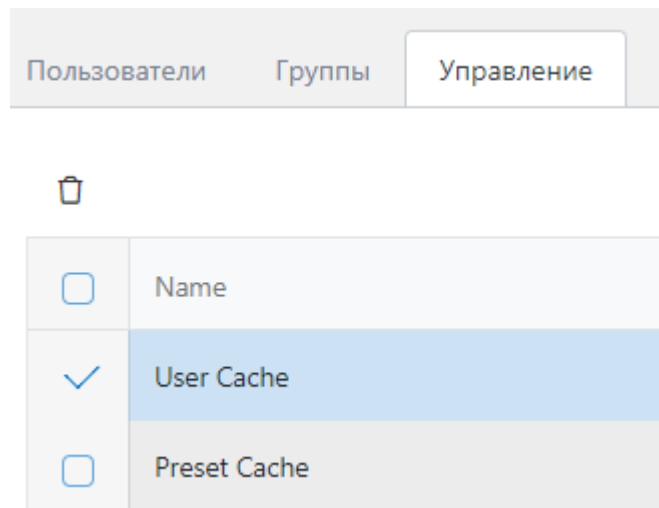 Пользователи Группы Управление
Name
User Cache
Preset Cache